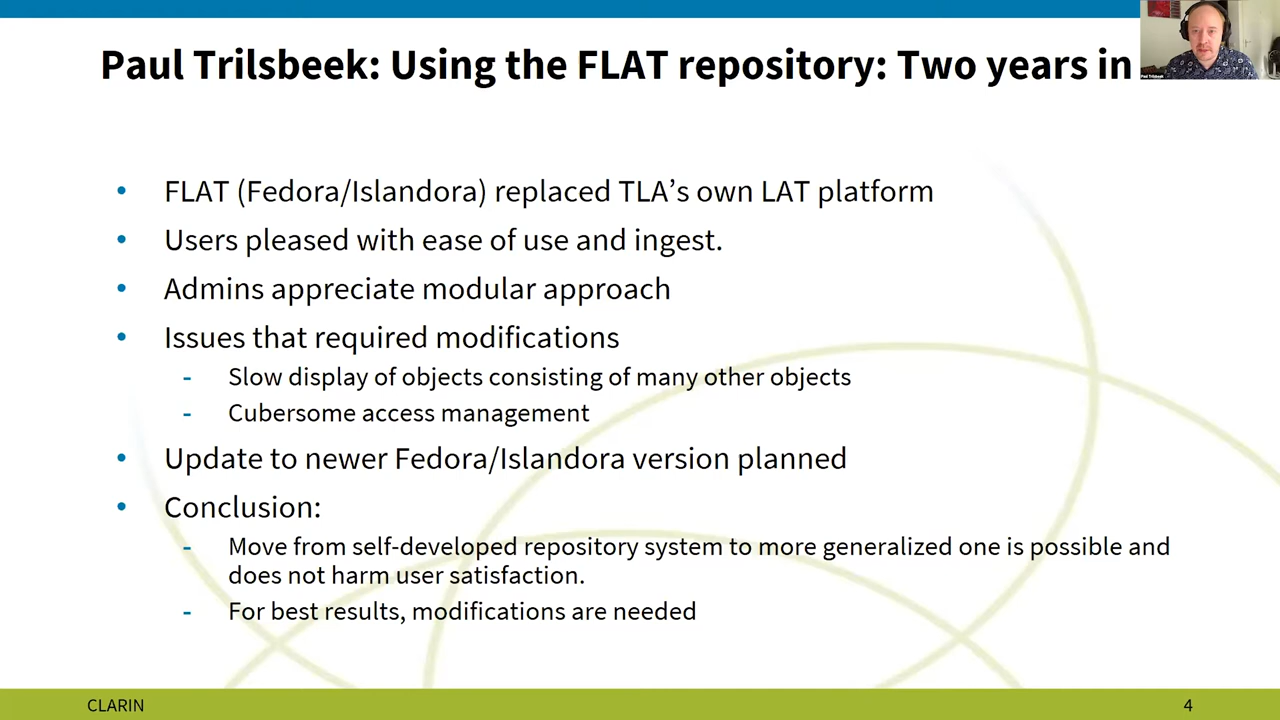 Paul Trilsbeek: Using the FLAT repository: Two years in
Paul Trilsbeek
• FLAT (Fedora/Islandora) replaced TLA’s own LAT platform
• Users pleased with ease of use and ingest.
• Admins appreciate modular approach
• Issues that required modifications
- Slow display of objects consisting of many other objects
- Cubersome access management
• Update to newer Fedora/Islandora version planned
• Conclusion:
- Move from self-developed repository system to more generalized one is possible and
does not harm user satisfaction.
- For best results, modifications are needed
CLARIN
4